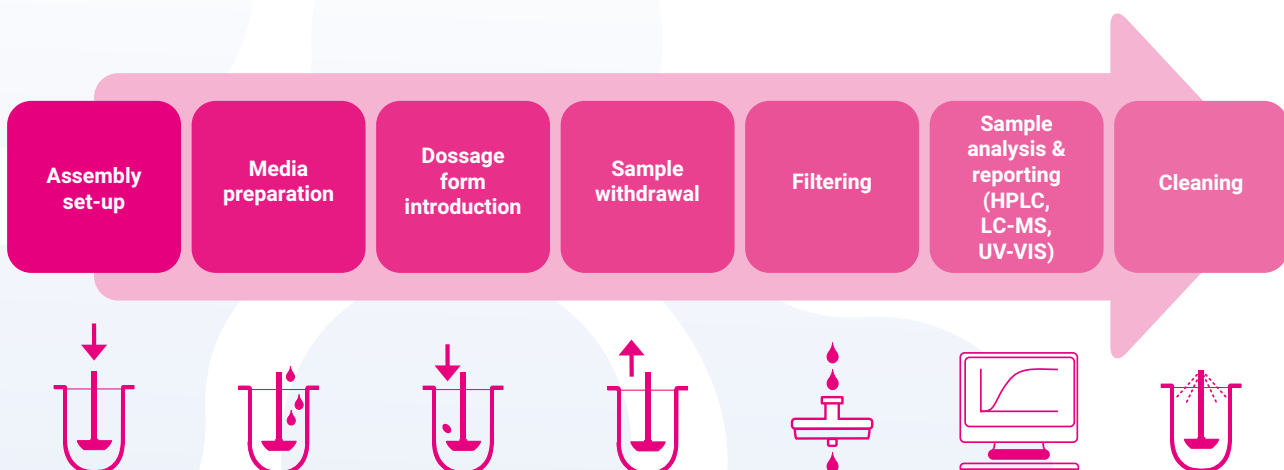 Assembly
set-up
Media
preparation
Dossage
form
introduction
Sample
withdrawal
Filtering
Sample
analysis &
reporting
(HPLC,
LC-MS,
UV-VIS)
Cleaning